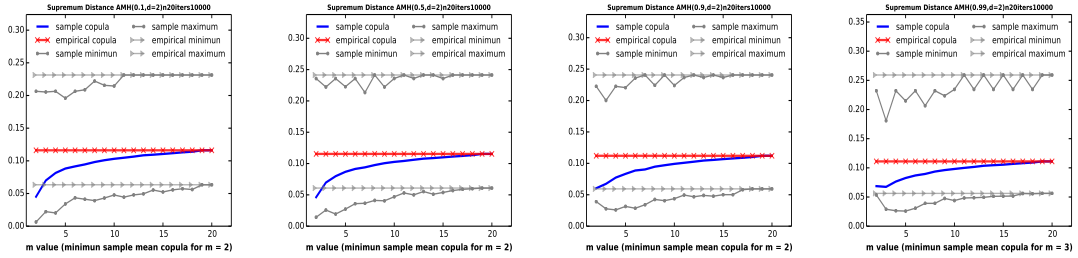 Supremum Distance AMH(0.1,d=2)n20iters10000
0.30
0.25
0.20
0.15
0.10
0.05
0.00
sample copula
empirical copula
sample minimun
sample maximum
empirical minimun
empirical maximum
5 10 15 20
m value (minimun sample mean copula for m = 2)
Supremum Distance AMH(0.5,d=2)n20iters10000
0.30
0.25
0.20
0.15
0.10
0.05
0.00
sample copula
empirical copula
sample minimun
sample maximum
empirical minimun
empirical maximum
5 10 15 20
m value (minimun sample mean copula for m = 2)
Supremum Distance AMH(0.9,d=2)n20iters10000
0.30
0.25
0.20
0.15
0.10
0.05
0.00
sample copula
empirical copula
sample minimun
sample maximum
empirical minimun
empirical maximum
5 10 15 20
m value (minimun sample mean copula for m = 2)
Supremum Distance AMH(0.99,d=2)n20iters10000
0.35
0.30
0.25
0.20
0.15
0.10
0.05
0.00
sample copula
empirical copula
sample minimun
sample maximum
empirical minimun
empirical maximum
5 10 15 20
m value (minimun sample mean copula for m = 3)